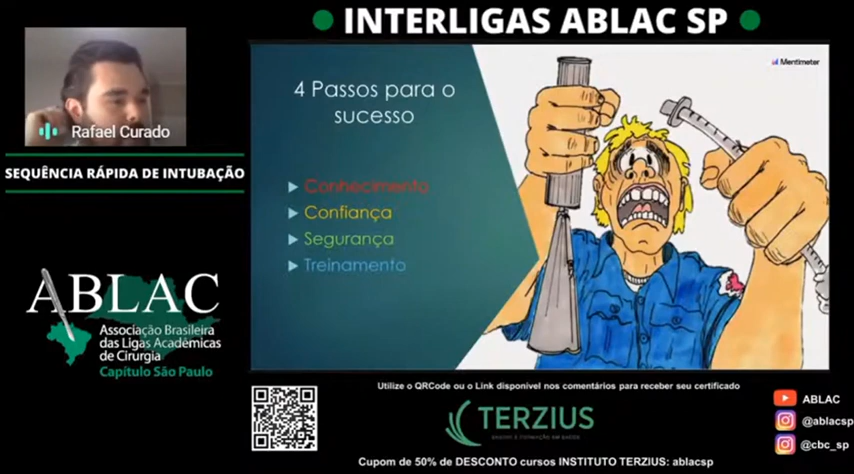 INTERLIGAS ABLAC SP
Mentimeter
4 Passos para o
sucesso
Rafael Curado
SEQUÊNCIA RÁPIDA DE INTUBAÇÃO
Conhecimento
Confiança
Segurança
Treinamento
ABLAC
Associação Brasileira
das Ligas Acadêmicas
de Cirurgia
Capítulo São Paulo
Utilize o QRCode ou o Link disponível nos comentários para receber seu certificado
TERZIUS
ABLAC
@ablacsp
@cbc_sp
Cupom de 50% de DESCONTO cursos INSTITUTO TERZIUS: ablacsp